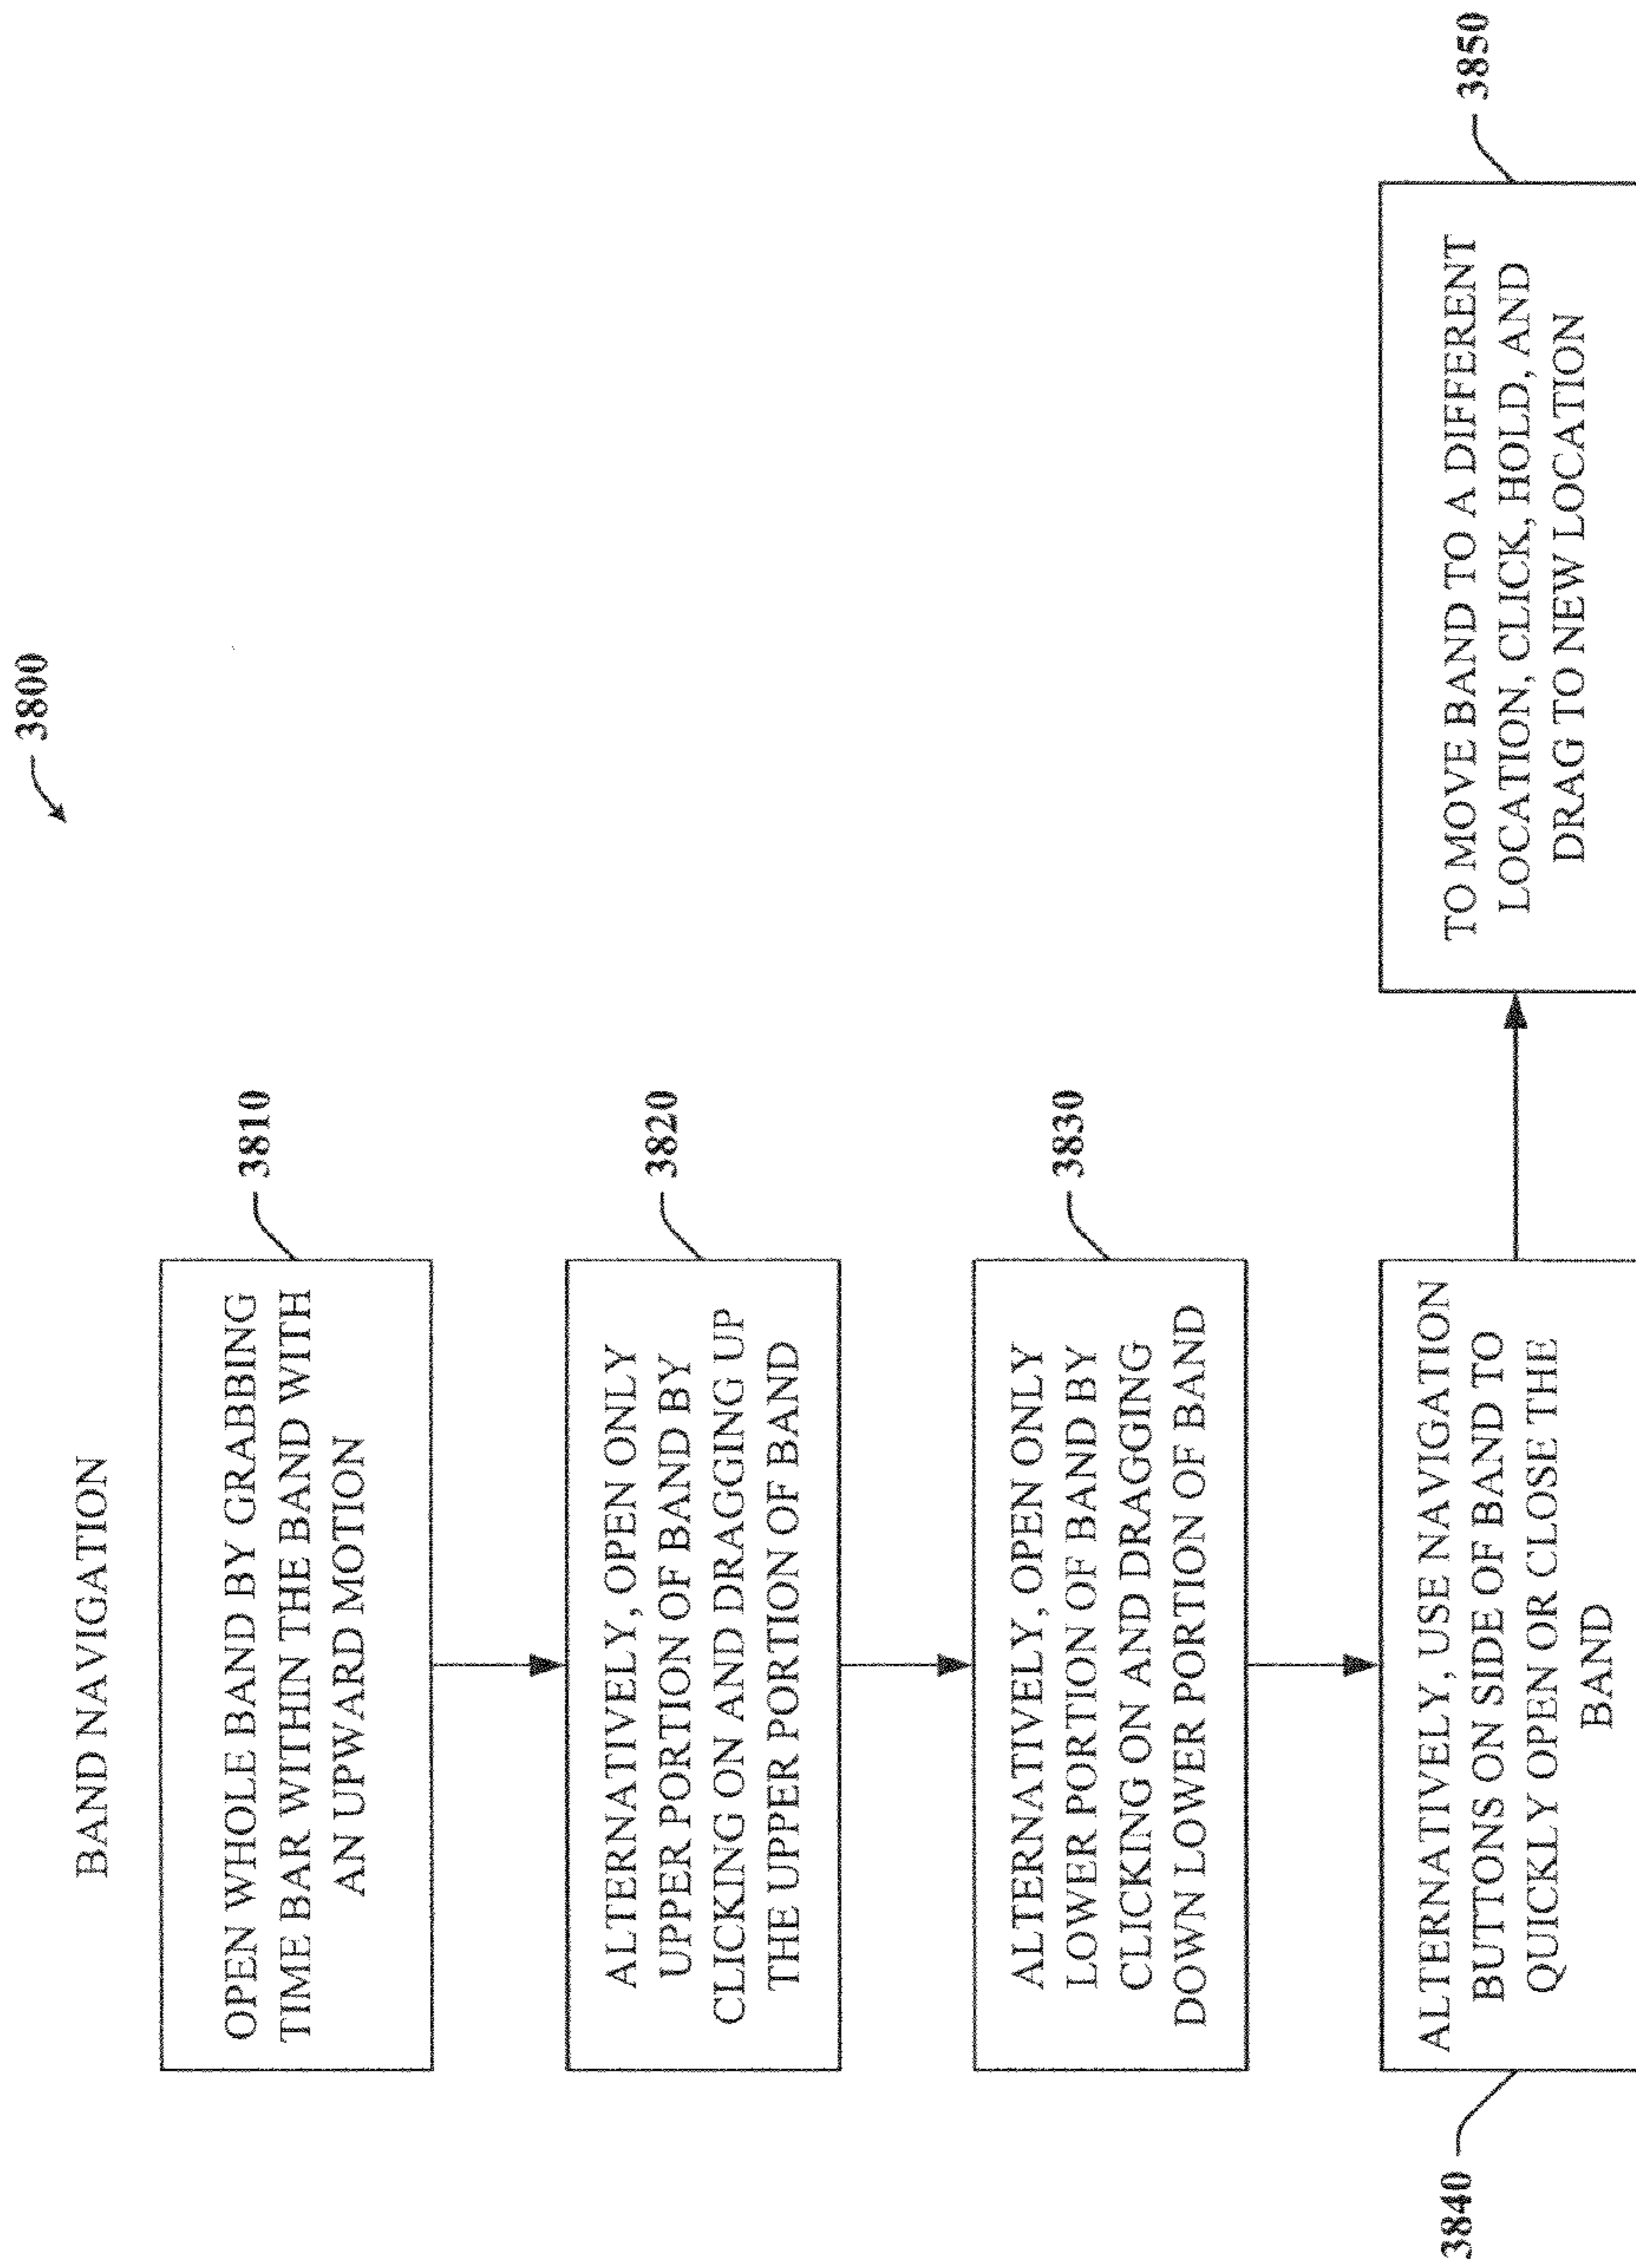 3800
BAND NAVIGATION
OPEN WHOLE BAND BY GRABBING
TIME BAR WITHIN THE BAND WITH
AN UPWARD MOTION
3810
ALTERNATIVELY, OPEN ONLY
UPPER PORTION OF BAND BY
CLICKING ON AND DRAGGING UP
THE UPPER PORTION OF BAND
3820
ALTERNATIVELY, OPEN ONLY
LOWER PORTION OF BAND BY
CLICKING ON AND DRAGGING
DOWN LOWER PORTION OF BAND
3830
3840
ALTERNATIVELY, USE NAVIGATION
BUTTONS ON SIDE OF BAND TO
QUICKLY OPEN OR CLOSE THE
BAND
TO MOVE BAND TO A DIFFERENT
LOCATION, CLICK, HOLD, AND
DRAG TO NEW LOCATION
3850